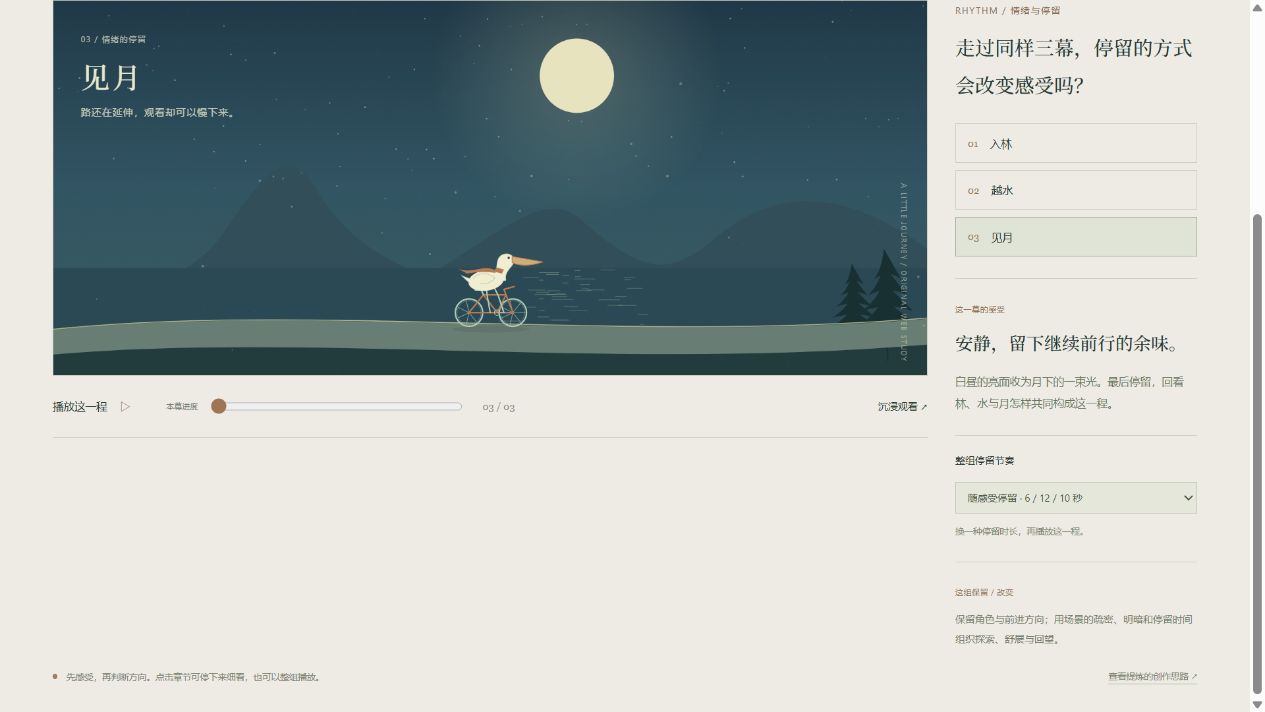 03 / 情绪的停留
见月
路还在延伸，观看却可以慢下来。
A LITTLE JOURNEY / ORIGINAL WEB STUDY
播放这一程 ▷
本幕进度
03 / 03
沉浸观看 ↗
RHYTHM / 情绪与停留
走过同样三幕，停留的方式
会改变感受吗？
01 入林
02 越水
03 见月
这一幕的感受
安静，留下继续前行的余味。
白昼的亮面收为月下的一束光。最后停留，回看
林、水与月怎样共同构成这一程。
整组停留节奏
随感受停留 · 6 / 12 / 10 秒
换一种停留时长，再播放这一程。
这组保留 / 改变
保留角色与前进方向；用场景的疏密、明暗和停留时间
组织探索、舒展与回望。
先感受，再判断方向。点击章节可停下来细看，也可以整组播放。
查看提炼的创作思路 ↗